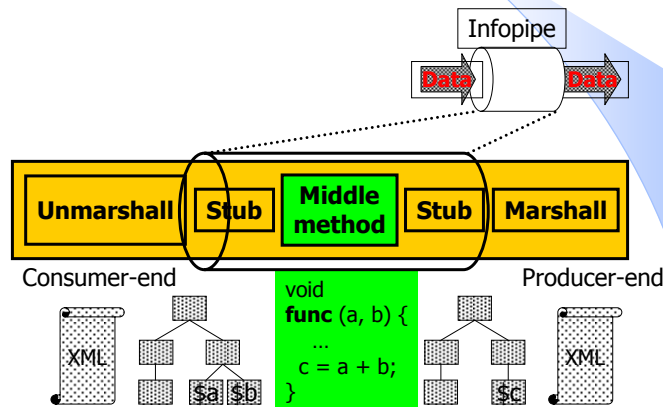 Infopipe
Data Data
Unmarshall Stub Middle method Stub Marshall
Consumer-end Producer-end
void
func (a, b) {
...
c = a + b;
}
XML $a $b $c XML